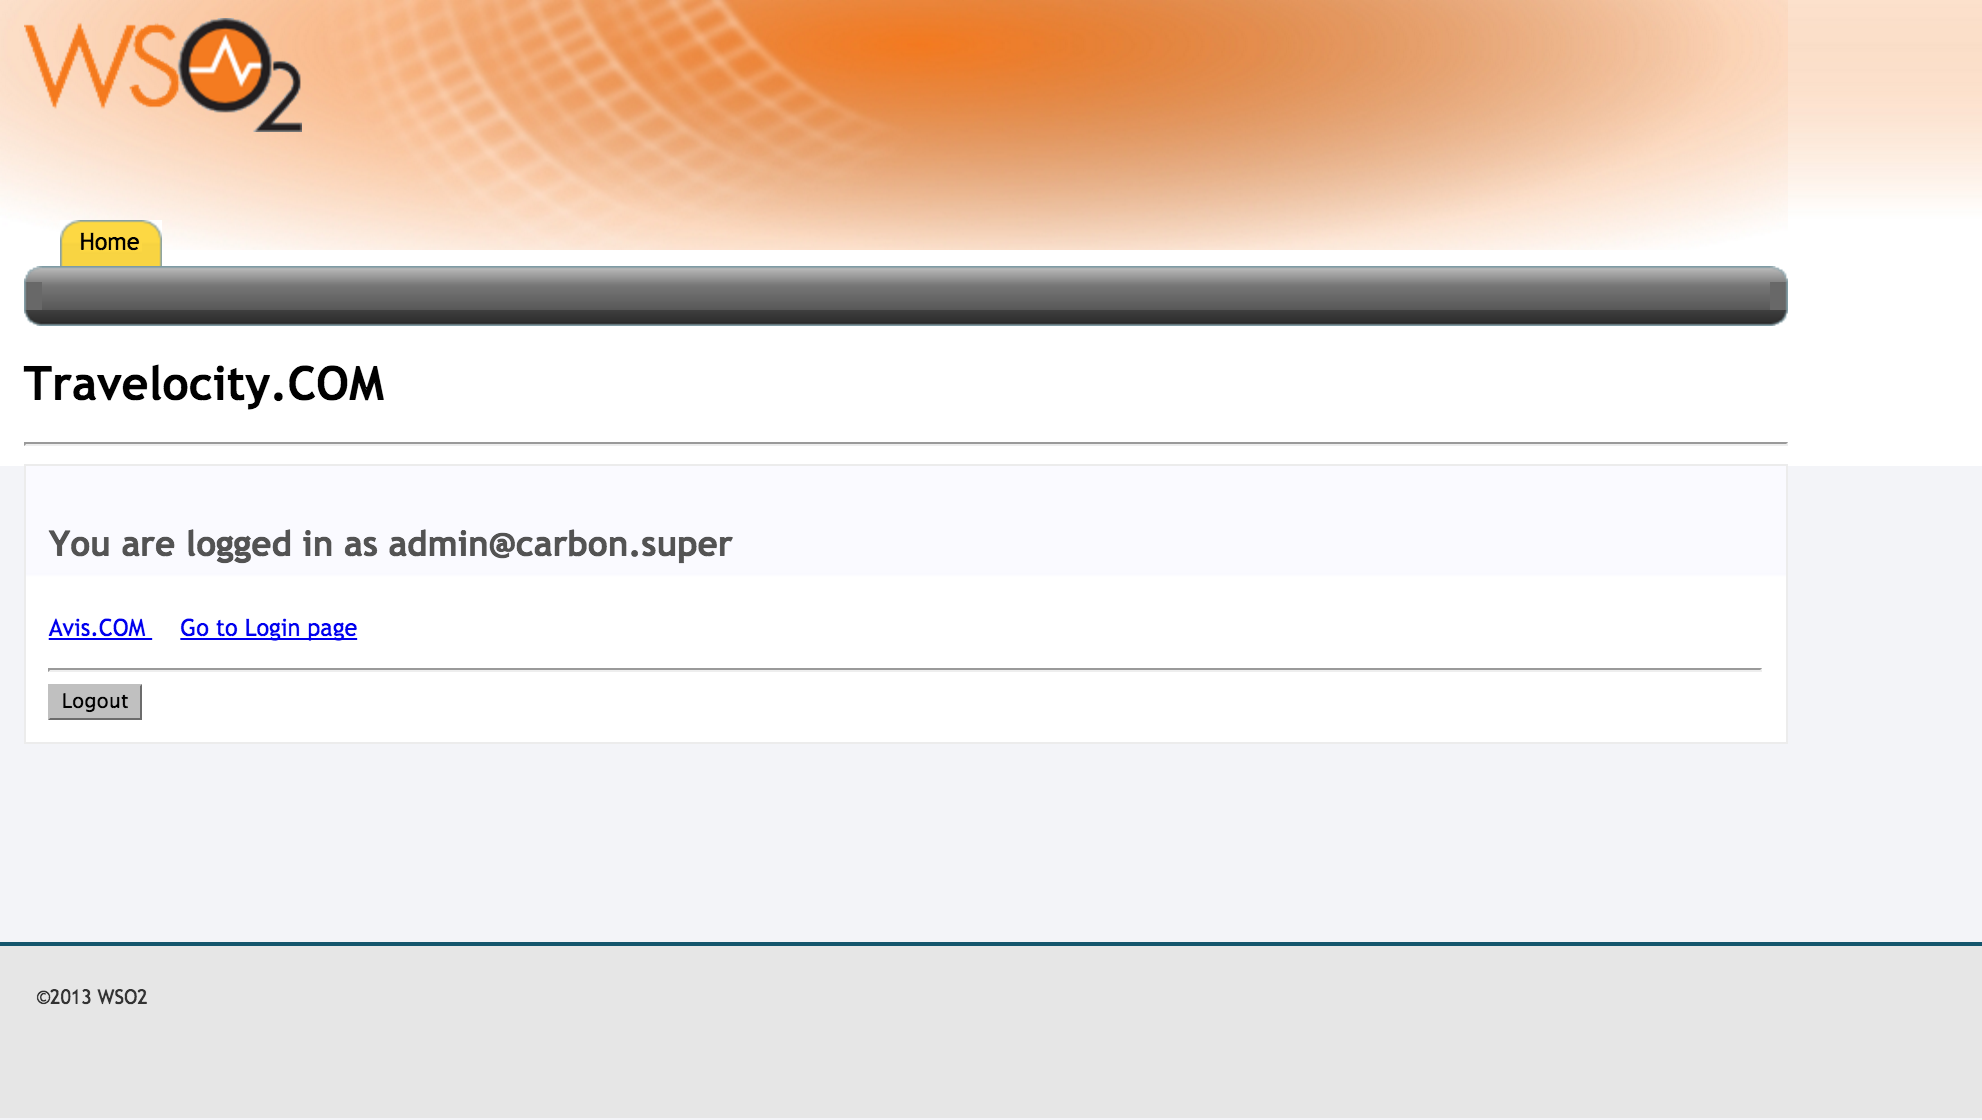 WSO2
Home
Travelocity.COM
You are logged in as admin@carbon.super
Avis.COM Go to Login page
Logout
©2013 WSO2